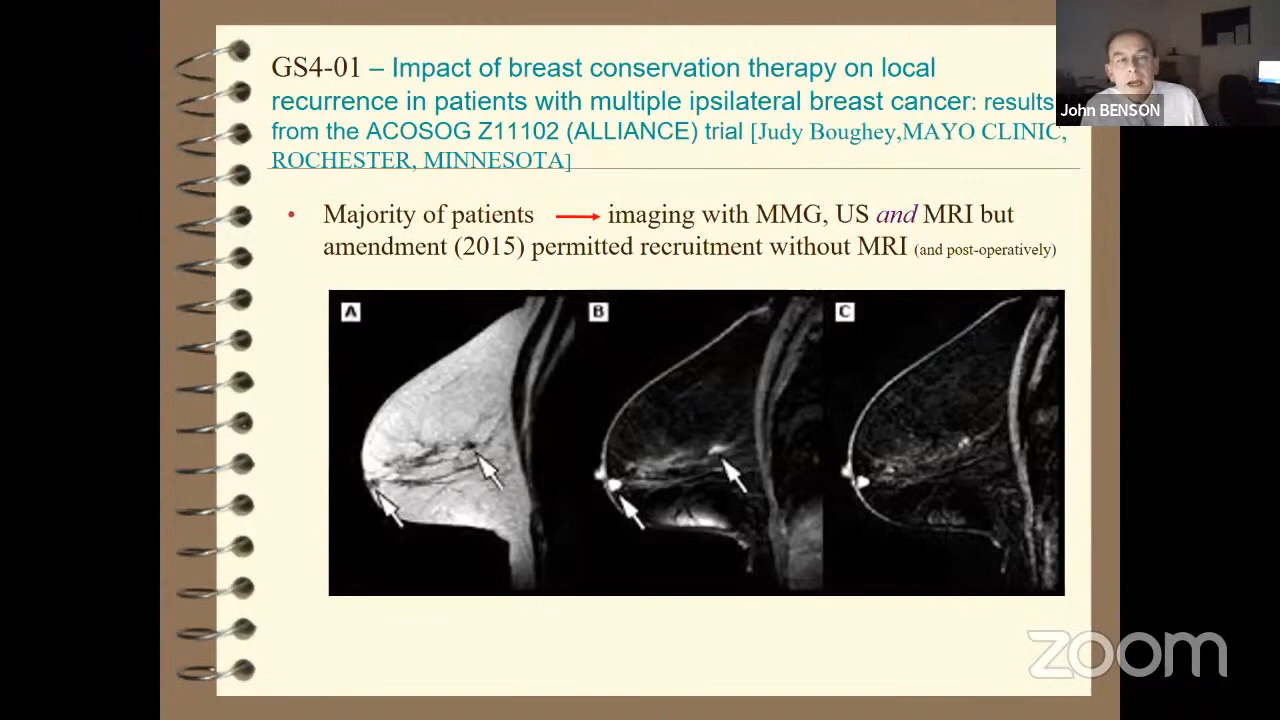 GS4-01 – Impact of breast conservation therapy on local
recurrence in patients with multiple ipsilateral breast cancer: results
from the ACOSOG Z11102 (ALLIANCE) trial [Judy Boughey,MAYO CLINIC,
ROCHESTER, MINNESOTA]
John BENSON
• Majority of patients → imaging with MMG, US and MRI but
amendment (2015) permitted recruitment without MRI (and post-operatively)
A
B
C
zoom